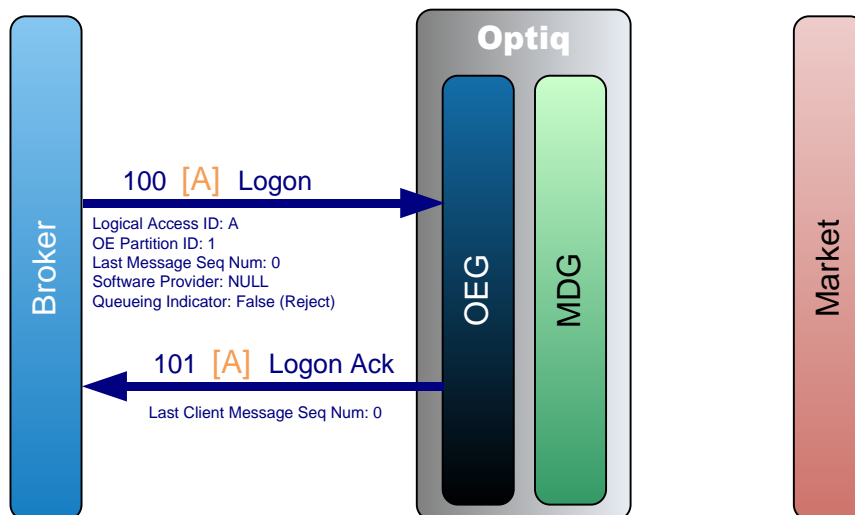 Optiq
100 [A] Logon
Logical Access ID: A
OE Partition ID: 1
Last Message Seq Num: 0
Software Provider: NULL
Queueing Indicator: False (Reject)
Broker
OEG
MDG
Market
101 [A] Logon Ack
Last Client Message Seq Num: 0